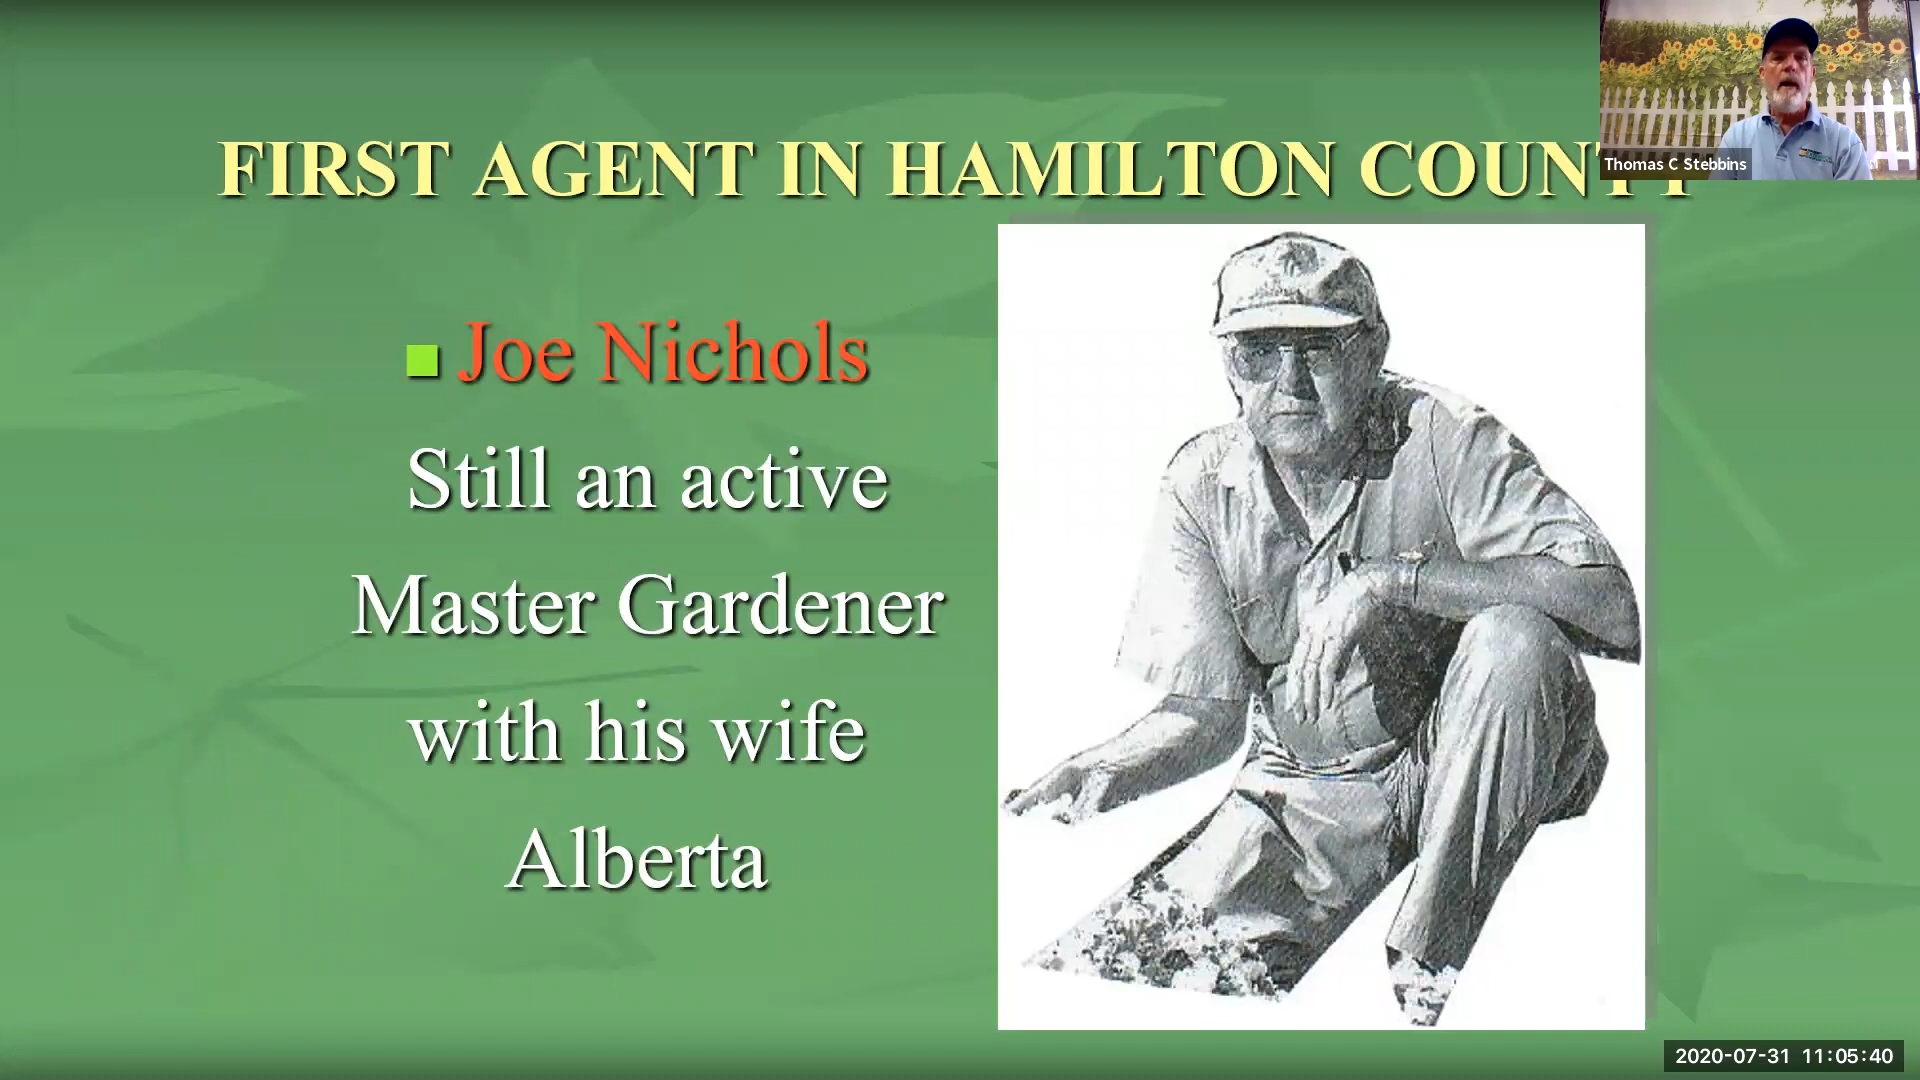 FIRST AGENT IN HAMILTON COUNTY
Thomas C Stebbins
Joe Nichols
Still an active
Master Gardener
with his wife
Alberta
2020-07-31 11:05:40